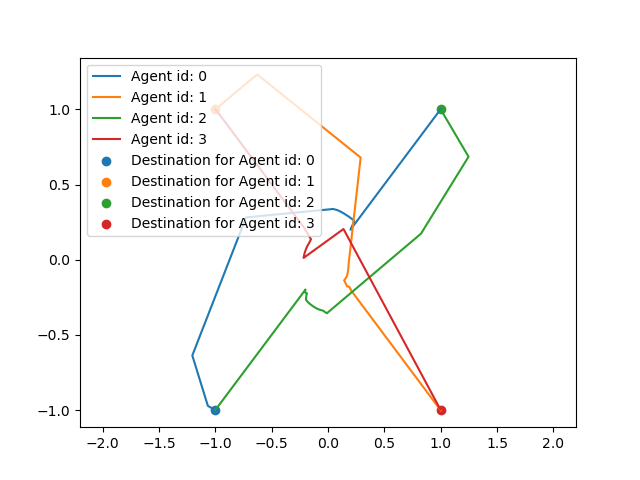 Agent id: 0
Agent id: 1
Agent id: 2
Agent id: 3
Destination for Agent id: 0
Destination for Agent id: 1
Destination for Agent id: 2
Destination for Agent id: 3
1.0
0.5
0.0
−0.5
−1.0
−2.0 −1.5 −1.0 −0.5 0.0 0.5 1.0 1.5 2.0